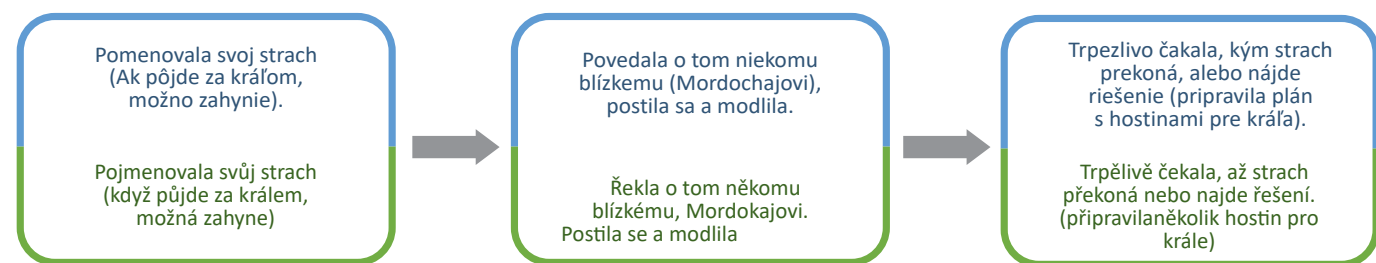 Pomenovala svoj strach
(Ak pôjde za kráľom,
možno zahynie).
Pojmenovala svůj strach
(když půjde za králem,
možná zahyne)
Povedala o tom niekomu
blízkemu (Mordochajovi),
postila sa a modlila.
Řekla o tom někomu
blízkému, Mordokajovi.
Postila se a modlila
Trpezlivo čakala, kým strach
prekoná, alebo nájde
riešenie (pripravila plán
s hostinami pre kráľa).
Trpělivě čekala, až strach
překoná nebo najde řešení.
(připravilaněkolik hostin pro
krále)